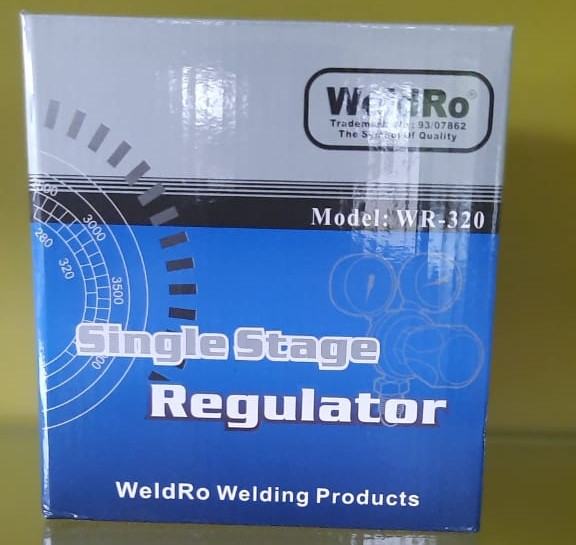 WeldRo®
Trademark No.: 93/07862
The Symbol Of Quality
Model: WR-320
3000
280
320
3500
Single Stage
Regulator
WeldRo Welding Products